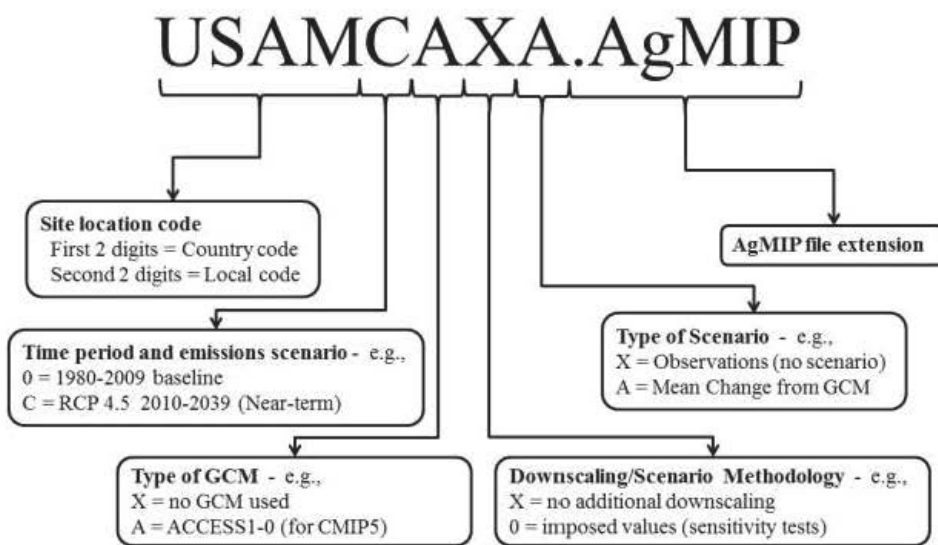 USAMCAXA.AgMIP
Site location code
First 2 digits = Country code
Second 2 digits = Local code
AgMIP file extension
Time period and emissions scenario - e.g.,
0 = 1980-2009 baseline
C = RCP 4.5 2010-2039 (Near-term)
Type of Scenario - e.g.,
X = Observations (no scenario)
A = Mean Change from GCM
Type of GCM - e.g.,
X = no GCM used
A = ACCESS1-0 (for CMIP5)
Downscaling/Scenario Methodology - e.g.,
X = no additional downscaling
0 = imposed values (sensitivity tests)